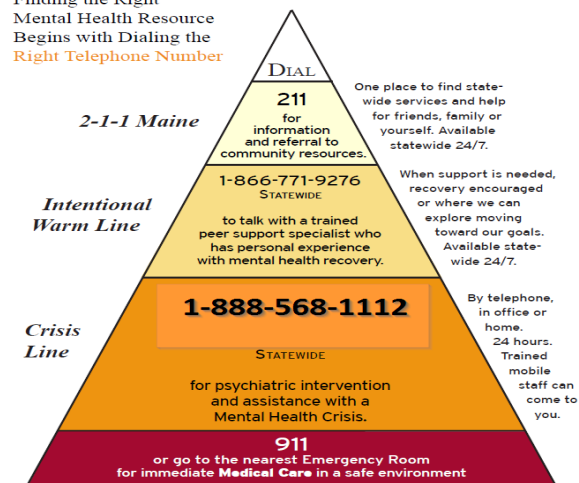 Finding the Right
Mental Health Resource
Begins with Dialing the
Right Telephone Number
DIAL
2-1-1 Maine
211
for
information
and referral to
community resources.
One place to find state-
wide services and help
for friends, family or
yourself. Available
statewide 24/7.
Intentional
Warm Line
1-866-771-9276
STATEWIDE
to talk with a trained
peer support specialist who
has personal experience
with mental health recovery.
When support is needed,
recovery encouraged
or where we can
explore moving
toward our goals.
Available state-
wide 24/7.
Crisis
Line
1-888-568-1112
STATEWIDE
for psychiatric intervention
and assistance with a
Mental Health Crisis.
By telephone,
in office or
home.
24 hours.
Trained
mobile
staff can
come to
you.
911
or go to the nearest Emergency Room
for immediate Medical Care in a safe environment